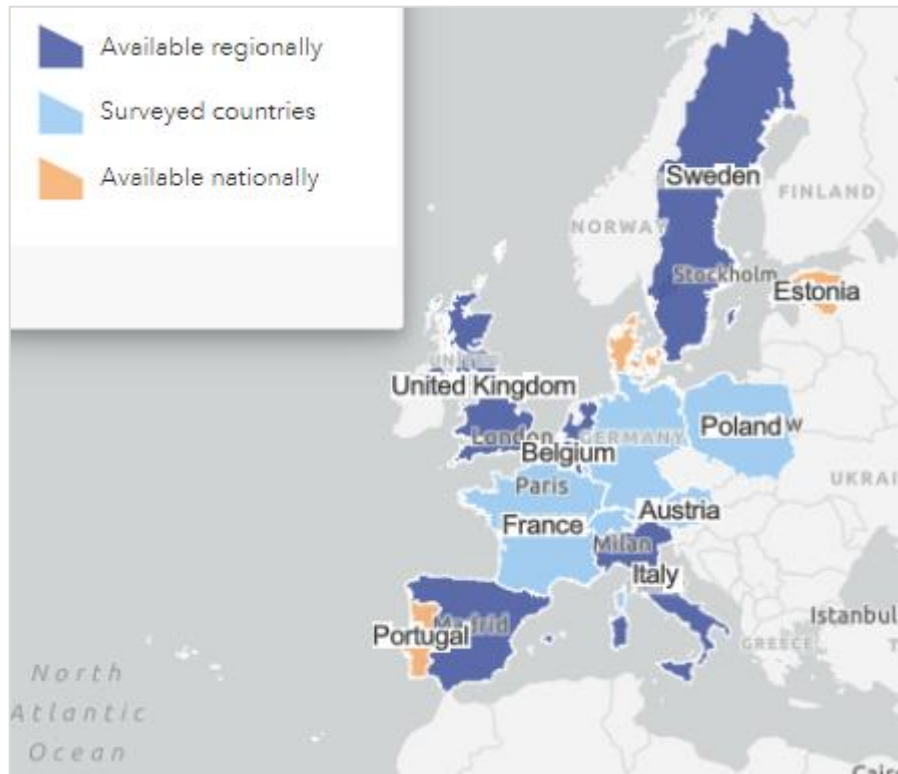 Available regionally
Surveyed countries
Available nationally
Sweden
FINLAND
NORWAY
Stockholm
Estonia
United Kingdom
London
GERMANY
Poland
W
Belgium
Paris
UKRAI
France
Austria
Milan
Italy
Istanbul
Portugal
Madrid
GREECE
T
North
Atlantic
Ocean
Cair